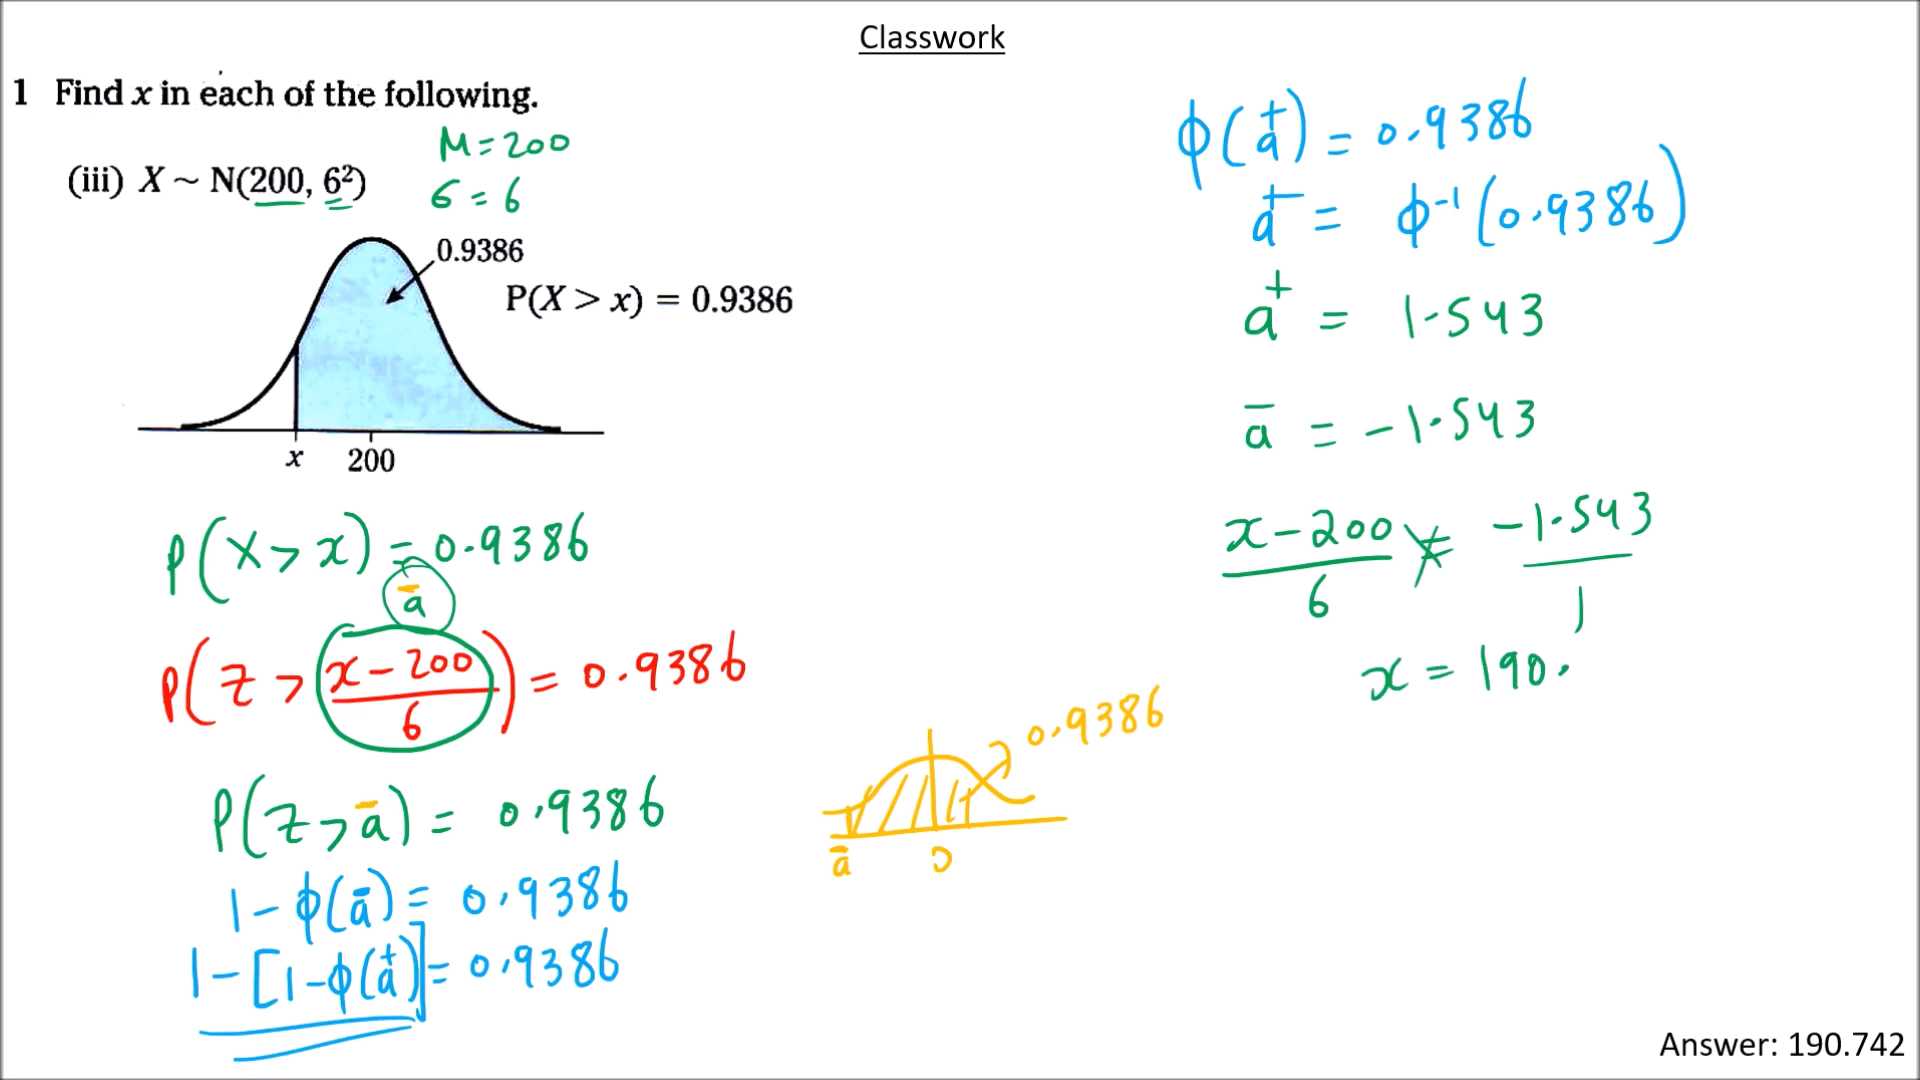 Classwork
1 Find x in each of the following.
(iii) X ~ N(200, 6²)
M = 200
6 = 6
0.9386
P(X > x) = 0.9386
x 200
P(X > x) = 0.9386
a⁻
P(Z > (x - 200)/6) = 0.9386
P(Z > a⁻) = 0.9386
1 - ϕ(a⁻) = 0.9386
1 - [1 - ϕ(a⁺)] = 0.9386
0.9386
a⁻ 0
ϕ(a⁺) = 0.9386
a⁺ = ϕ⁻¹(0.9386)
a⁺ = 1.543
a⁻ = -1.543
(x - 200)/6 = -1.543/1
x = 190.
Answer: 190.742